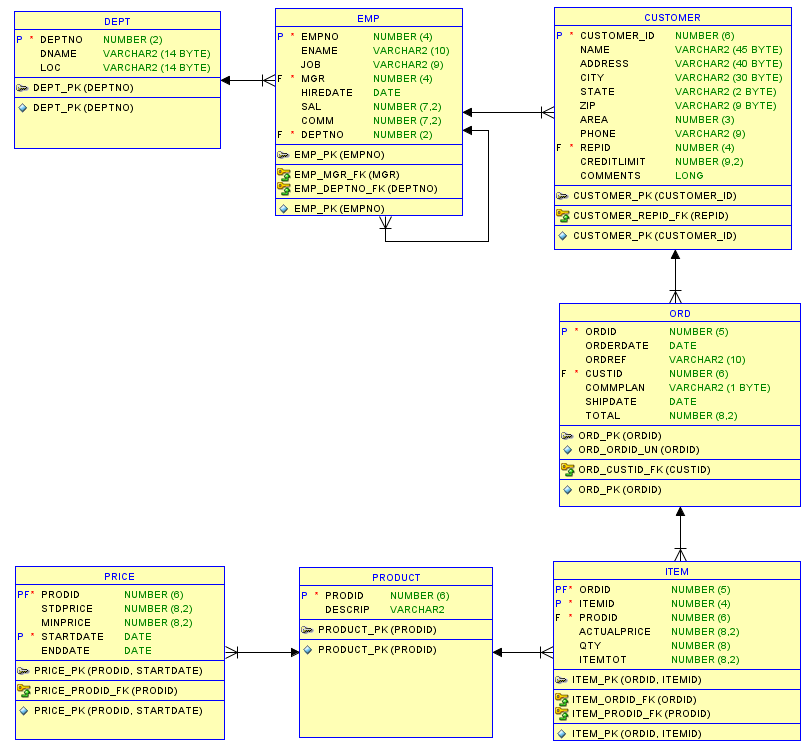 DEPT
P * DEPTNO NUMBER (2)
DNAME VARCHAR2 (14 BYTE)
LOC VARCHAR2 (14 BYTE)
DEPT_PK (DEPTNO)
DEPT_PK (DEPTNO)
EMP
P * EMPNO NUMBER (4)
ENAME VARCHAR2 (10)
JOB VARCHAR2 (9)
F * MGR NUMBER (4)
HIREDATE DATE
SAL NUMBER (7,2)
COMM NUMBER (7,2)
F * DEPTNO NUMBER (2)
EMP_PK (EMPNO)
EMP_MGR_FK (MGR)
EMP_DEPTNO_FK (DEPTNO)
EMP_PK (EMPNO)
CUSTOMER
P * CUSTOMER_ID NUMBER (6)
NAME VARCHAR2 (45 BYTE)
ADDRESS VARCHAR2 (40 BYTE)
CITY VARCHAR2 (30 BYTE)
STATE VARCHAR2 (2 BYTE)
ZIP VARCHAR2 (9 BYTE)
AREA NUMBER (3)
PHONE VARCHAR2 (9)
F * REPID NUMBER (4)
CREDITLIMIT NUMBER (9,2)
COMMENTS LONG
CUSTOMER_PK (CUSTOMER_ID)
CUSTOMER_REPID_FK (REPID)
CUSTOMER_PK (CUSTOMER_ID)
ORD
P * ORDID NUMBER (5)
ORDERDATE DATE
ORDREF VARCHAR2 (10)
F * CUSTID NUMBER (6)
COMMPLAN VARCHAR2 (1 BYTE)
SHIPDATE DATE
TOTAL NUMBER (8,2)
ORD_PK (ORDID)
ORD_ORDID_UN (ORDID)
ORD_CUSTID_FK (CUSTID)
ORD_PK (ORDID)
PRICE
PF* PRODID NUMBER (6)
STDPRICE NUMBER (8,2)
MINPRICE NUMBER (8,2)
P * STARTDATE DATE
ENDDATE DATE
PRICE_PK (PRODID, STARTDATE)
PRICE_PRODID_FK (PRODID)
PRICE_PK (PRODID, STARTDATE)
PRODUCT
P * PRODID NUMBER (6)
DESCRIP VARCHAR2
PRODUCT_PK (PRODID)
PRODUCT_PK (PRODID)
ITEM
PF* ORDID NUMBER (5)
P * ITEMID NUMBER (4)
F * PRODID NUMBER (6)
ACTUALPRICE NUMBER (8,2)
QTY NUMBER (8)
ITEMTOT NUMBER (8,2)
ITEM_PK (ORDID, ITEMID)
ITEM_ORDID_FK (ORDID)
ITEM_PRODID_FK (PRODID)
ITEM_PK (ORDID, ITEMID)